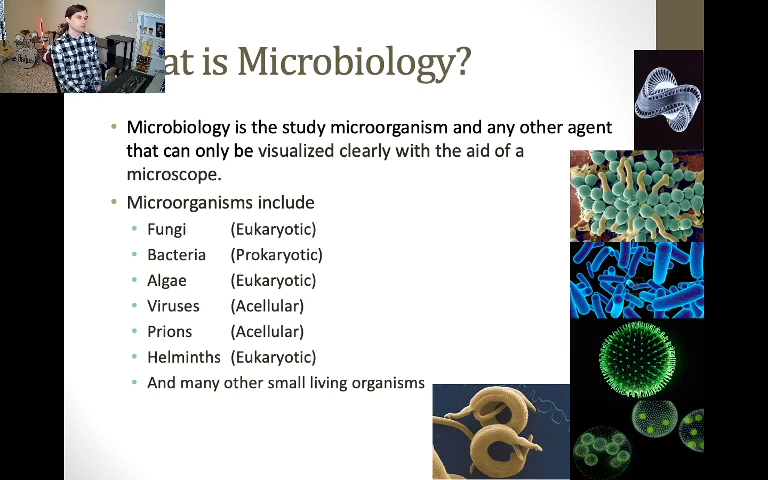 at is Microbiology?
Microbiology is the study microorganism and any other agent
that can only be visualized clearly with the aid of a
microscope.
Microorganisms include
Fungi (Eukaryotic)
Bacteria (Prokaryotic)
Algae (Eukaryotic)
Viruses (Acellular)
Prions (Acellular)
Helminths (Eukaryotic)
And many other small living organisms